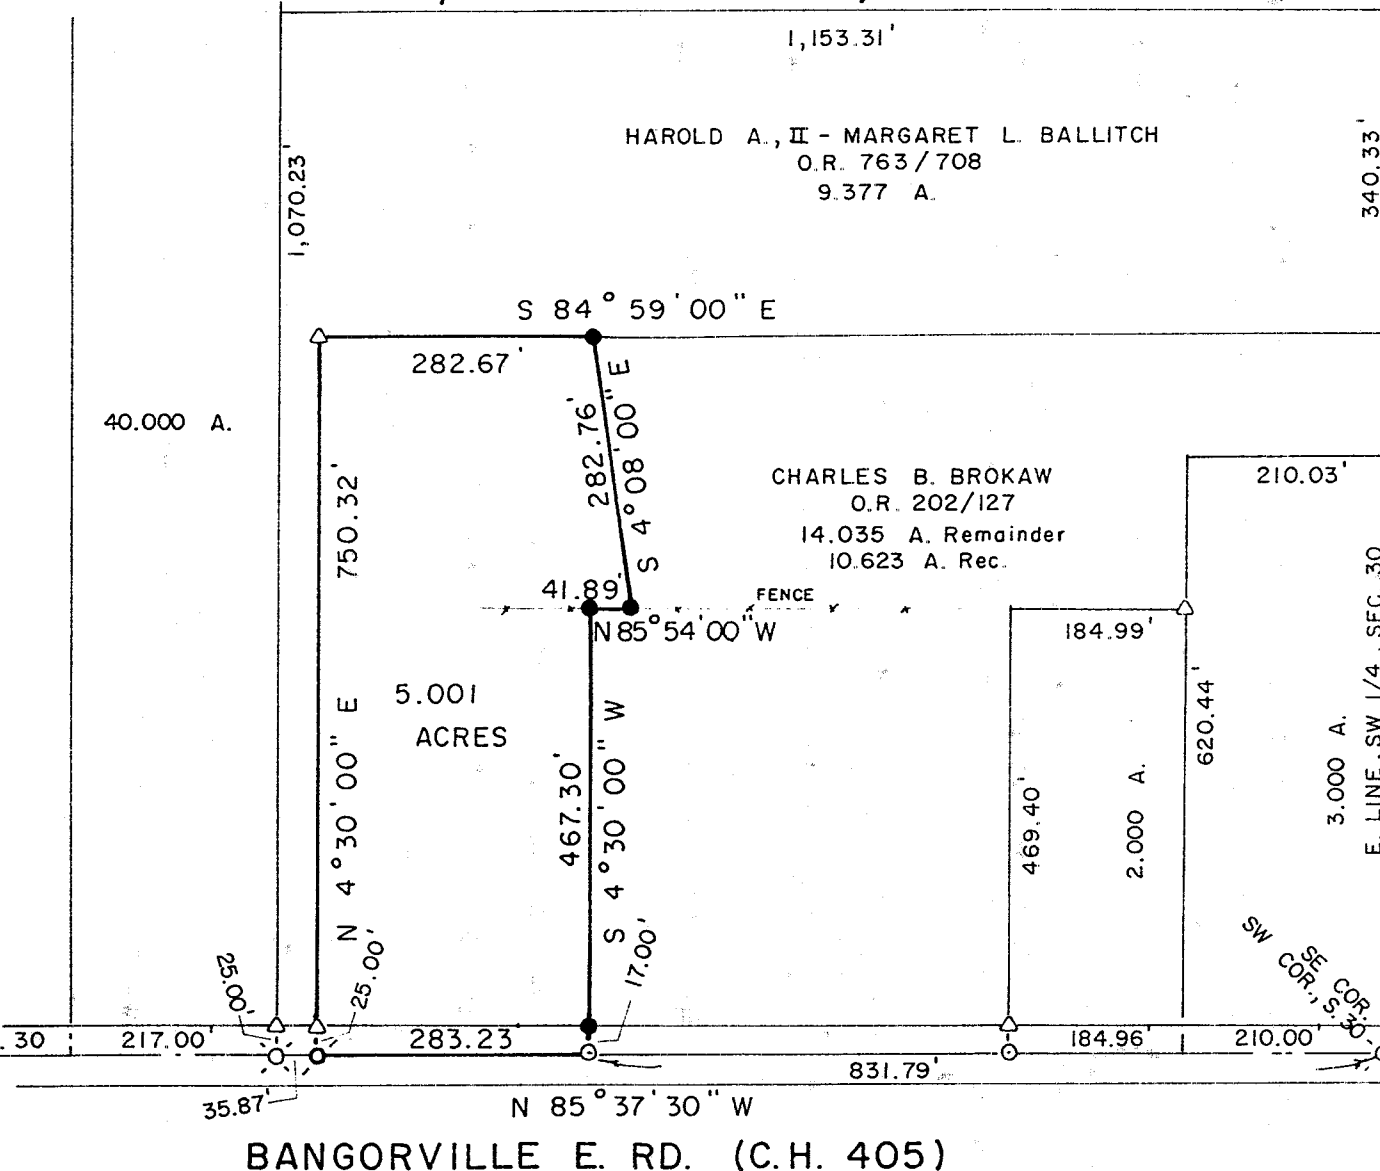 1,153.31'
HAROLD A., II - MARGARET L. BALLITCH
O.R. 763/708
9.377 A.
340.33'
1,070.23'
S 84° 59' 00" E
282.67'
282.76'
S 4° 08' 00" E
40.000 A.
750.32'
N 4° 30' 00" E
CHARLES B. BROKAW
O.R. 202/127
14.035 A. Remainder
10.623 A. Rec.
210.03'
41.89'
FENCE
N 85° 54' 00" W
184.99'
5.001
ACRES
467.30'
S 4° 30' 00" W
469.40'
2.000 A.
620.44'
3.000 A.
E. LINE, SW 1/4, SEC. 30
25.00'
25.00'
17.00'
SE COR.
SW COR., S. 30
.30
217.00'
283.23'
184.96'
210.00'
831.79'
35.87'
N 85° 37' 30" W
BANGORVILLE E. RD. (C.H. 405)